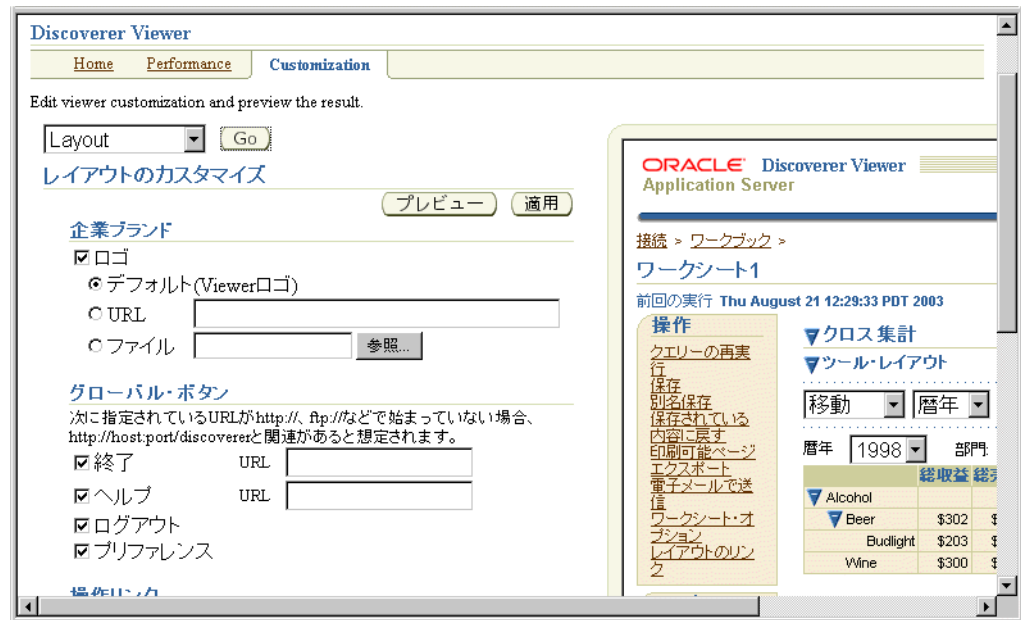 Discoverer Viewer
Home Performance Customization
Edit viewer customization and preview the result.
Layout Go
レイアウトのカスタマイズ
プレビュー 適用
企業ブランド
ロゴ
デフォルト(Viewerロゴ)
URL
ファイル 参照...
グローバル・ボタン
次に指定されているURLがhttp://、ftp://などで始まっていない場合、
http://host:port/discovererと関連があると想定されます。
終了 URL
ヘルプ URL
ログアウト
プリファレンス
操作リンク
ORACLE Discoverer Viewer
Application Server
接続 > ワークブック >
ワークシート1
前回の実行 Thu August 21 12:29:33 PDT 2003
操作
クエリーの再実
行
保存
別名保存
保存されている
内容に戻す
印刷可能ページ
エクスポート
電子メールで送
信
ワークシート・オ
プション
レイアウトのリン
ク
クロス集計
ツール・レイアウト
移動 暦年
暦年 1998 部門:
総収益
Alcohol
Beer $302
Budlight $203
Wine $300